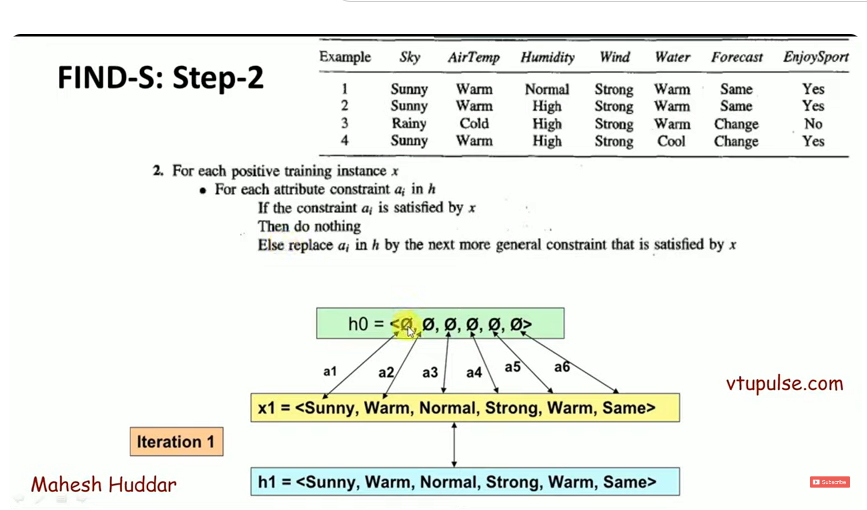 FIND-S: Step-2
Example Sky AirTemp Humidity Wind Water Forecast EnjoySport
1 Sunny Warm Normal Strong Warm Same Yes
2 Sunny Warm High Strong Warm Same Yes
3 Rainy Cold High Strong Warm Change No
4 Sunny Warm High Strong Cool Change Yes
2. For each positive training instance x
• For each attribute constraint aᵢ in h
If the constraint aᵢ is satisfied by x
Then do nothing
Else replace aᵢ in h by the next more general constraint that is satisfied by x
h0 = <Ø, Ø, Ø, Ø, Ø, Ø>
a1 a2 a3 a4 a5 a6
vtupulse.com
x1 = <Sunny, Warm, Normal, Strong, Warm, Same>
Iteration 1
h1 = <Sunny, Warm, Normal, Strong, Warm, Same>
Mahesh Huddar
Subscribe